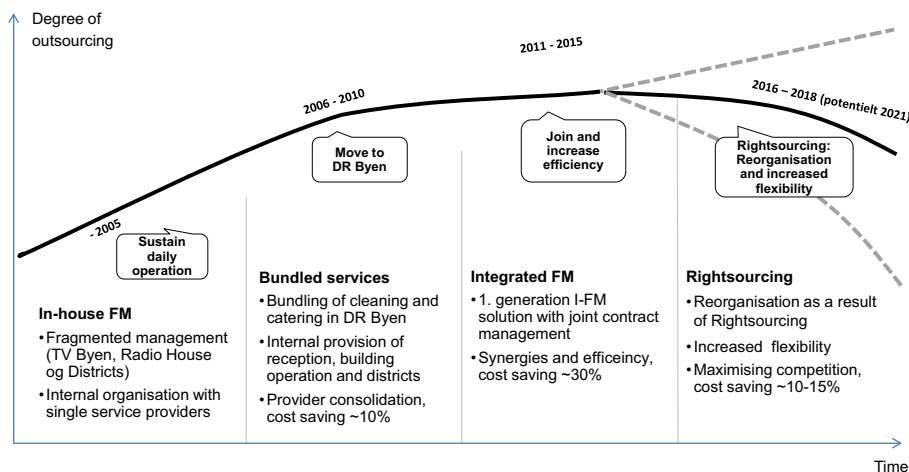 Degree of
outsourcing
2011 - 2015
2006 - 2010
2016 – 2018 (potentielt 2021)
- 2005
Move to
DR Byen
Join and
increase
efficiency
Rightsourcing:
Reorganisation
and increased
flexibility
Sustain
daily
operation
In-house FM
•Fragmented management
(TV Byen, Radio House
og Districts)
•Internal organisation with
single service providers
Bundled services
•Bundling of cleaning and
catering in DR Byen
•Internal provision of
reception, building
operation and districts
•Provider consolidation,
cost saving ~10%
Integrated FM
•1. generation I-FM
solution with joint contract
management
•Synergies and efficeincy,
cost saving ~30%
Rightsourcing
•Reorganisation as a result
of Rightsourcing
•Increased flexibility
•Maximising competition,
cost saving ~10-15%
Time